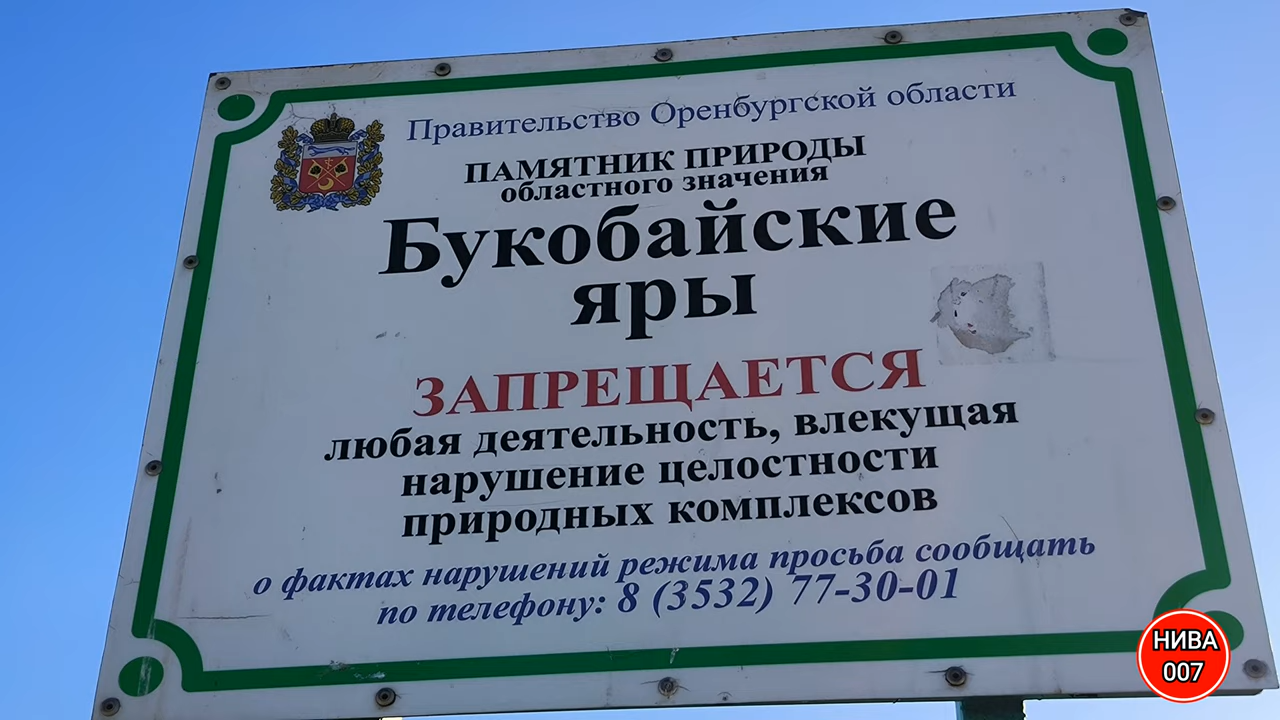 Правительство Оренбургской области
ПАМЯТНИК ПРИРОДЫ
областного значения
Букобайские
яры
ЗАПРЕЩАЕТСЯ
любая деятельность, влекущая
нарушение целостности
природных комплексов
о фактах нарушений режима просьба сообщать
по телефону: 8 (3532) 77-30-01
НИВА
007